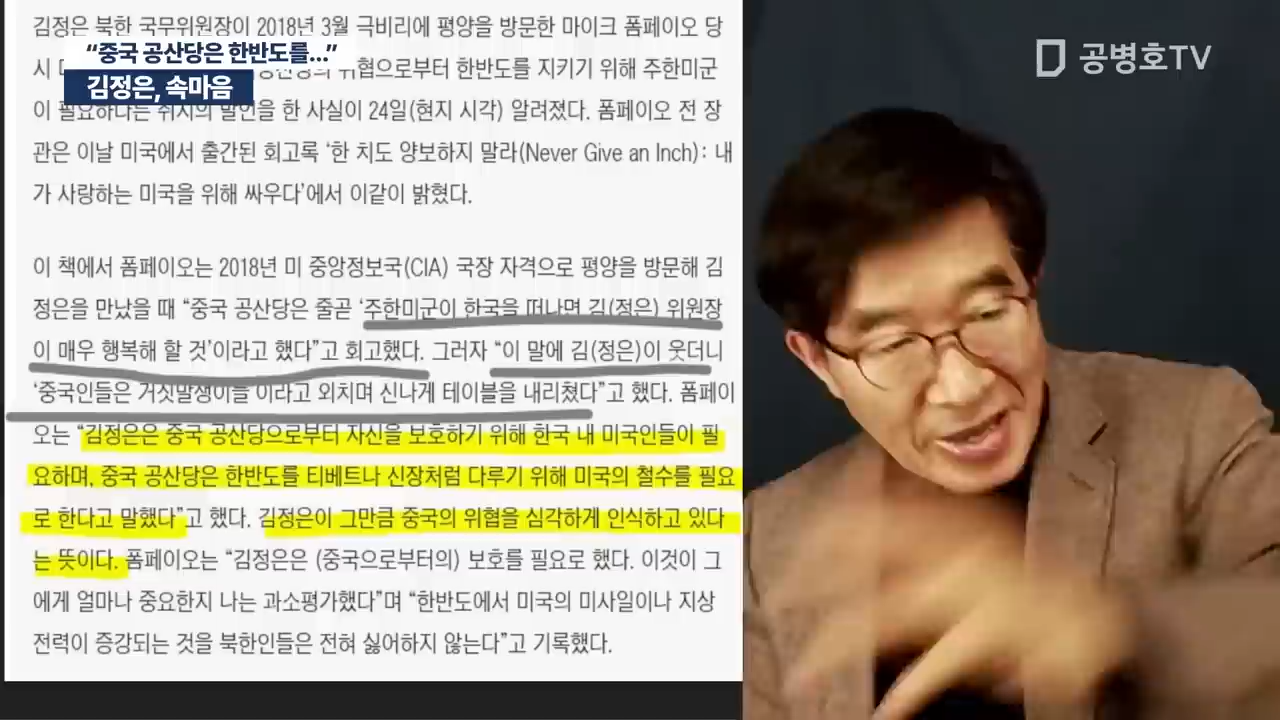 김정은 북한 국무위원장이 2018년 3월 극비리에 평양을 방문한 마이크 폼페이오 당
“중국 공산당은 한반도를...”
시 위협으로부터 한반도를 지키기 위해 주한미군
김정은, 속마음
이 필요하다는 취지의 발언을 한 사실이 24일(현지 시각) 알려졌다. 폼페이오 전 장
관은 이날 미국에서 출간된 회고록 ‘한 치도 양보하지 말라(Never Give an Inch): 내
가 사랑하는 미국을 위해 싸우다’에서 이같이 밝혔다.
이 책에서 폼페이오는 2018년 미 중앙정보국(CIA) 국장 자격으로 평양을 방문해 김
정은을 만났을 때 “중국 공산당은 줄곧 ‘주한미군이 한국을 떠나면 김(정은) 위원장
이 매우 행복해 할 것’이라고 했다”고 회고했다. 그러자 “이 말에 김(정은)이 웃더니
‘중국인들은 거짓말쟁이들’이라고 외치며 신나게 테이블을 내리쳤다”고 했다. 폼페이
오는 “김정은은 중국 공산당으로부터 자신을 보호하기 위해 한국 내 미국인들이 필
요하며, 중국 공산당은 한반도를 티베트나 신장처럼 다루기 위해 미국의 철수를 필요
로 한다고 말했다”고 했다. 김정은이 그만큼 중국의 위협을 심각하게 인식하고 있다
는 뜻이다. 폼페이오는 “김정은은 (중국으로부터의) 보호를 필요로 했다. 이것이 그
에게 얼마나 중요한지 나는 과소평가했다”며 “한반도에서 미국의 미사일이나 지상
전력이 증강되는 것을 북한인들은 전혀 싫어하지 않는다”고 기록했다.
공병호TV